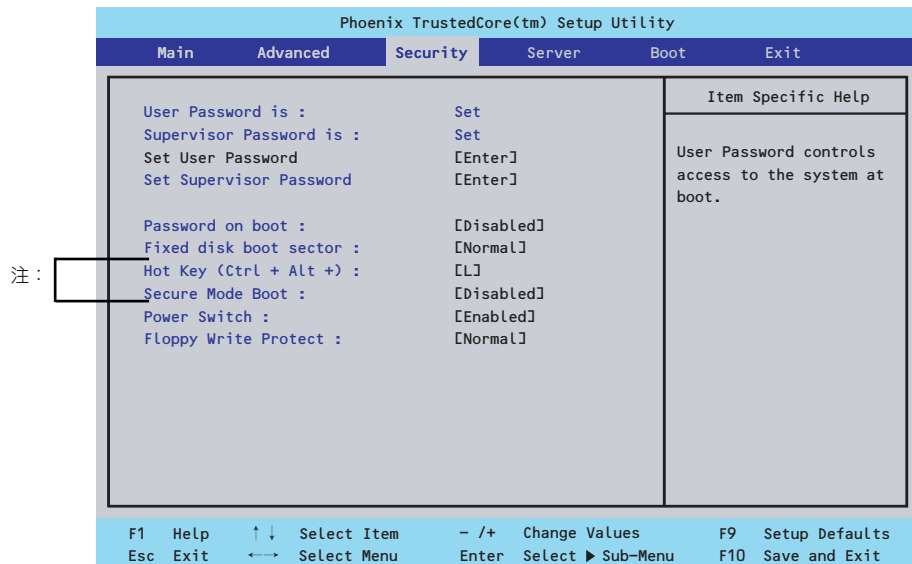 Phoenix TrustedCore(tm) Setup Utility
Main Advanced Security Server Boot Exit
Item Specific Help
User Password is : Set
Supervisor Password is : Set
Set User Password [Enter]
Set Supervisor Password [Enter]
User Password controls
access to the system at
boot.
Password on boot : [Disabled]
Fixed disk boot sector : [Normal]
注：
Hot Key (Ctrl + Alt +) : [L]
Secure Mode Boot : [Disabled]
Power Switch : [Enabled]
Floppy Write Protect : [Normal]
F1 Help ↑↓ Select Item - /+ Change Values F9 Setup Defaults
Esc Exit ←→ Select Menu Enter Select ▶ Sub-Menu F10 Save and Exit